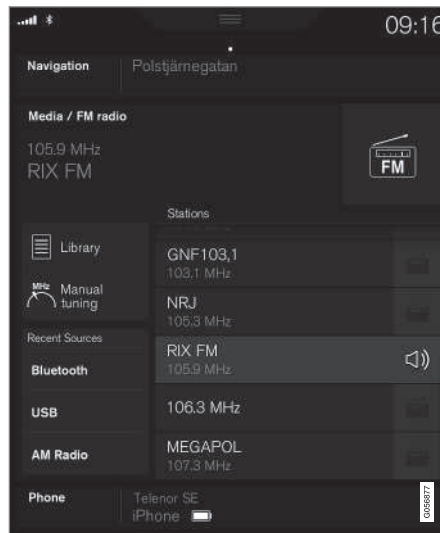 09:16
Navigation
Polstjärnegatan
Media / FM radio
105.9 MHz
RIX FM
FM
Stations
Library
MHz
Manual
tuning
GNF103,1
103.1 MHz
NRJ
105.3 MHz
RIX FM
105.9 MHz
106.3 MHz
MEGAPOL
107.3 MHz
Recent Sources
Bluetooth
USB
AM Radio
Phone
Telenor SE
iPhone
G056877